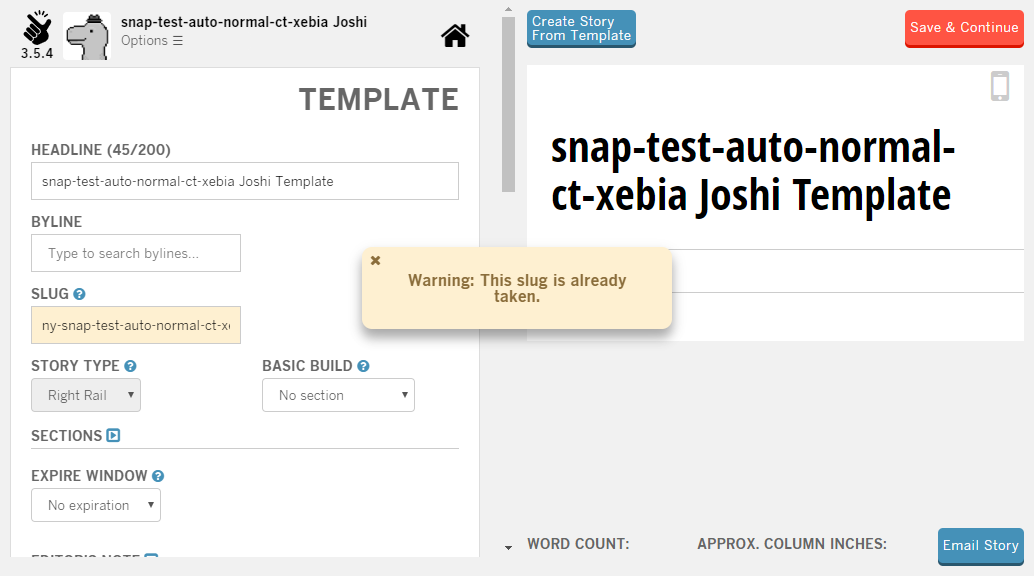 snap-test-auto-normal-ct-xebia Joshi
Options ☰
3.5.4
Create Story
From Template
Save & Continue
TEMPLATE
HEADLINE (45/200)
snap-test-auto-normal-ct-xebia Joshi Template
BYLINE
Type to search bylines...
SLUG
ny-snap-test-auto-normal-ct-x
STORY TYPE
BASIC BUILD
Right Rail
No section
SECTIONS
EXPIRE WINDOW
No expiration
EDITORIC NOTE
snap-test-auto-normal-
ct-xebia Joshi Template
Warning: This slug is already
taken.
WORD COUNT:
APPROX. COLUMN INCHES:
Email Story